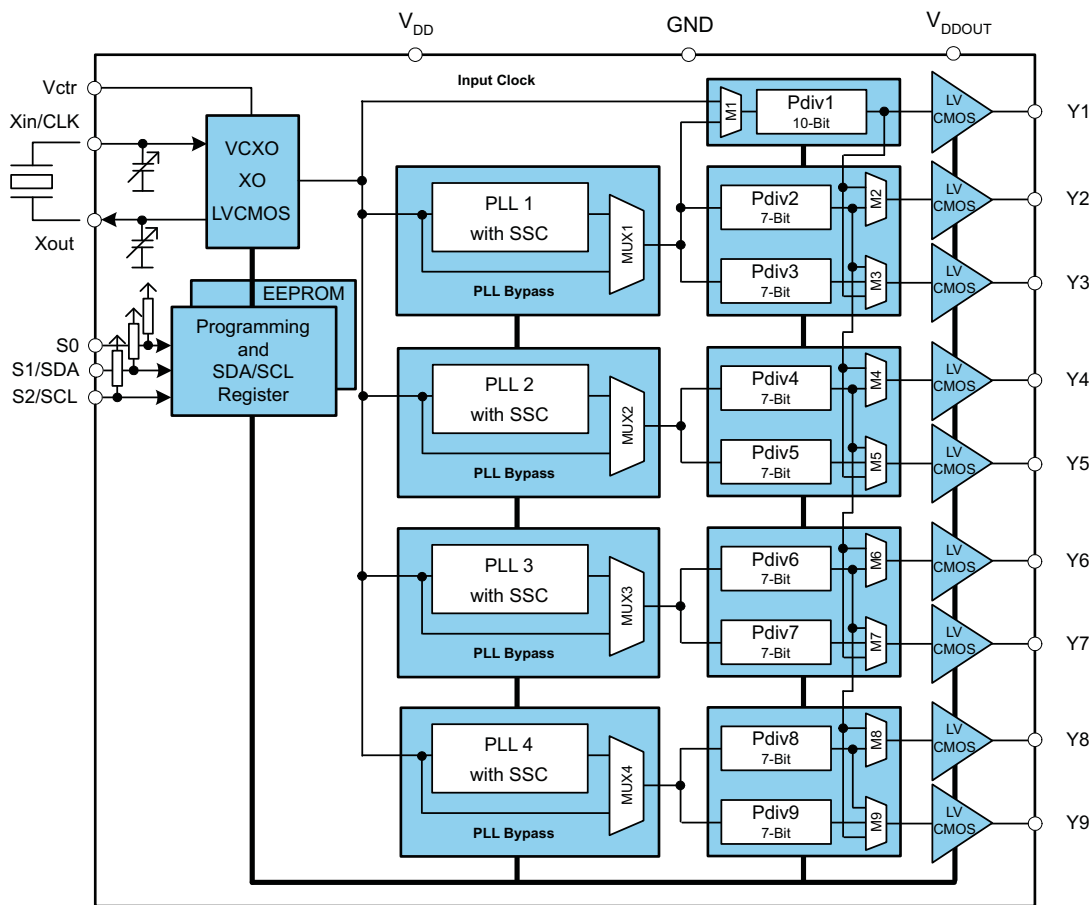 V_DD
GND
V_DDOUT
Vctr
Xin/CLK
Xout
S0
S1/SDA
S2/SCL
VCXO
XO
LVCMOS
EEPROM
Programming
and
SDA/SCL
Register
Input Clock
M1
Pdiv1
10-Bit
LV
CMOS
Y1
PLL 1
with SSC
MUX1
PLL Bypass
Pdiv2
7-Bit
M2
LV
CMOS
Y2
Pdiv3
7-Bit
M3
LV
CMOS
Y3
PLL 2
with SSC
MUX2
PLL Bypass
Pdiv4
7-Bit
M4
LV
CMOS
Y4
Pdiv5
7-Bit
M5
LV
CMOS
Y5
PLL 3
with SSC
MUX3
PLL Bypass
Pdiv6
7-Bit
M6
LV
CMOS
Y6
Pdiv7
7-Bit
M7
LV
CMOS
Y7
PLL 4
with SSC
MUX4
PLL Bypass
Pdiv8
7-Bit
M8
LV
CMOS
Y8
Pdiv9
7-Bit
M9
LV
CMOS
Y9